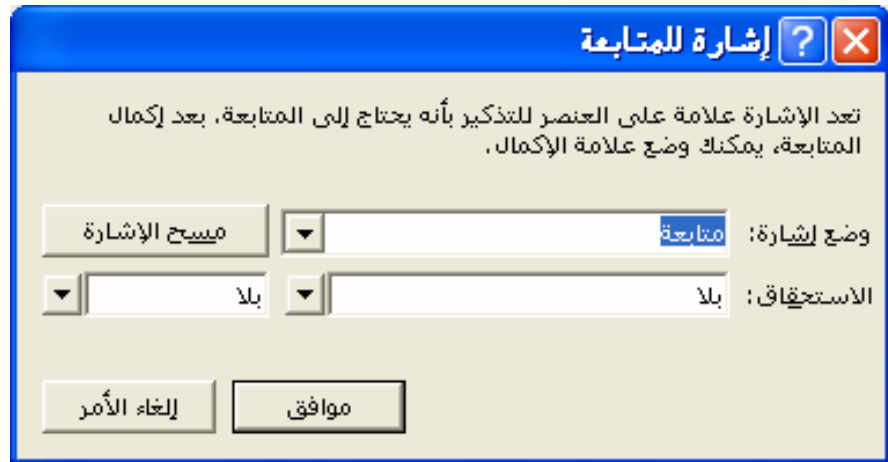 إشارة للمتابعة
تعد الإشارة علامة على العنصر للتذكير بأنه يحتاج إلى المتابعة. بعد إكمال
المتابعة، يمكنك وضع علامة الإكمال.
وضع إشارة: متابعة مسح الإشارة
الاستحقاق: بلا بلا
موافق إلغاء الأمر